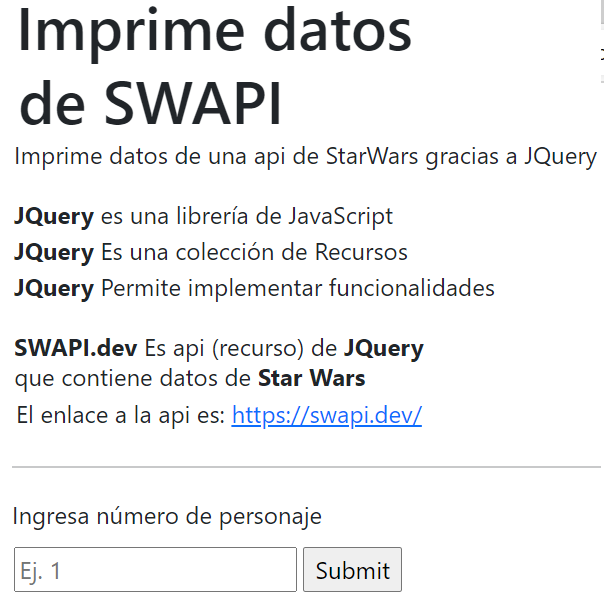 Imprime datos
de SWAPI
Imprime datos de una api de StarWars gracias a JQuery
JQuery es una librería de JavaScript
JQuery Es una colección de Recursos
JQuery Permite implementar funcionalidades
SWAPI.dev Es api (recurso) de JQuery
que contiene datos de Star Wars
El enlace a la api es: https://swapi.dev/
Ingresa número de personaje
Ej. 1 Submit